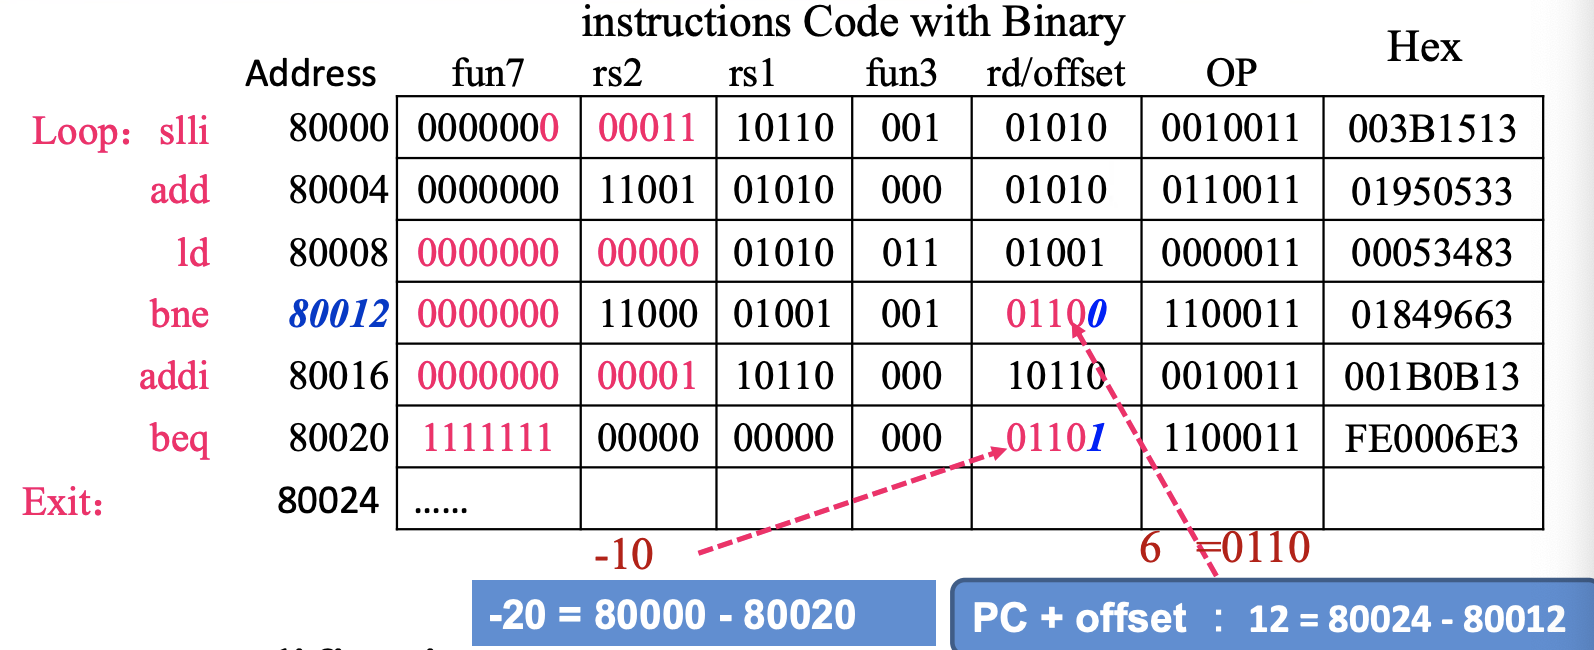 instructions Code with Binary
Address fun7 rs2 rs1 fun3 rd/offset OP Hex
Loop: slli 80000 0000000 00011 10110 001 01010 0010011 003B1513
add 80004 0000000 11001 01010 000 01010 0110011 01950533
ld 80008 0000000 00000 01010 011 01001 0000011 00053483
bne 80012 0000000 11000 01001 001 01100 1100011 01849663
addi 80016 0000000 00001 10110 000 10110 0010011 001B0B13
beq 80020 1111111 00000 00000 000 01101 1100011 FE0006E3
Exit: 80024 ......
-10 6 =0110
-20 = 80000 - 80020 PC + offset : 12 = 80024 - 80012